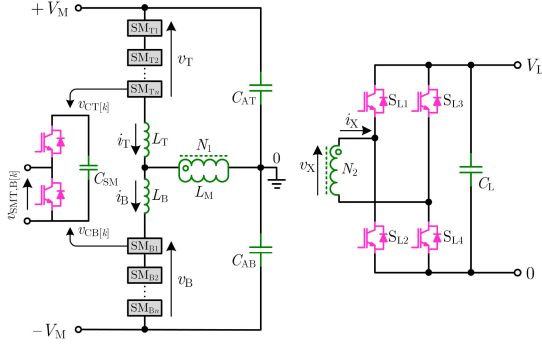 +V_M
SM_T1
SM_T2
SM_Tn
v_T
v_CT[k]
C_AT
i_T
L_T
N_1
0
L_M
C_SM
v_SMT,B[k]
i_B
L_B
v_CB[k]
SM_B1
SM_B2
SM_Bn
v_B
C_AB
−V_M
V_L
S_L1
S_L3
i_X
v_X
N_2
C_L
S_L2
S_L4
0